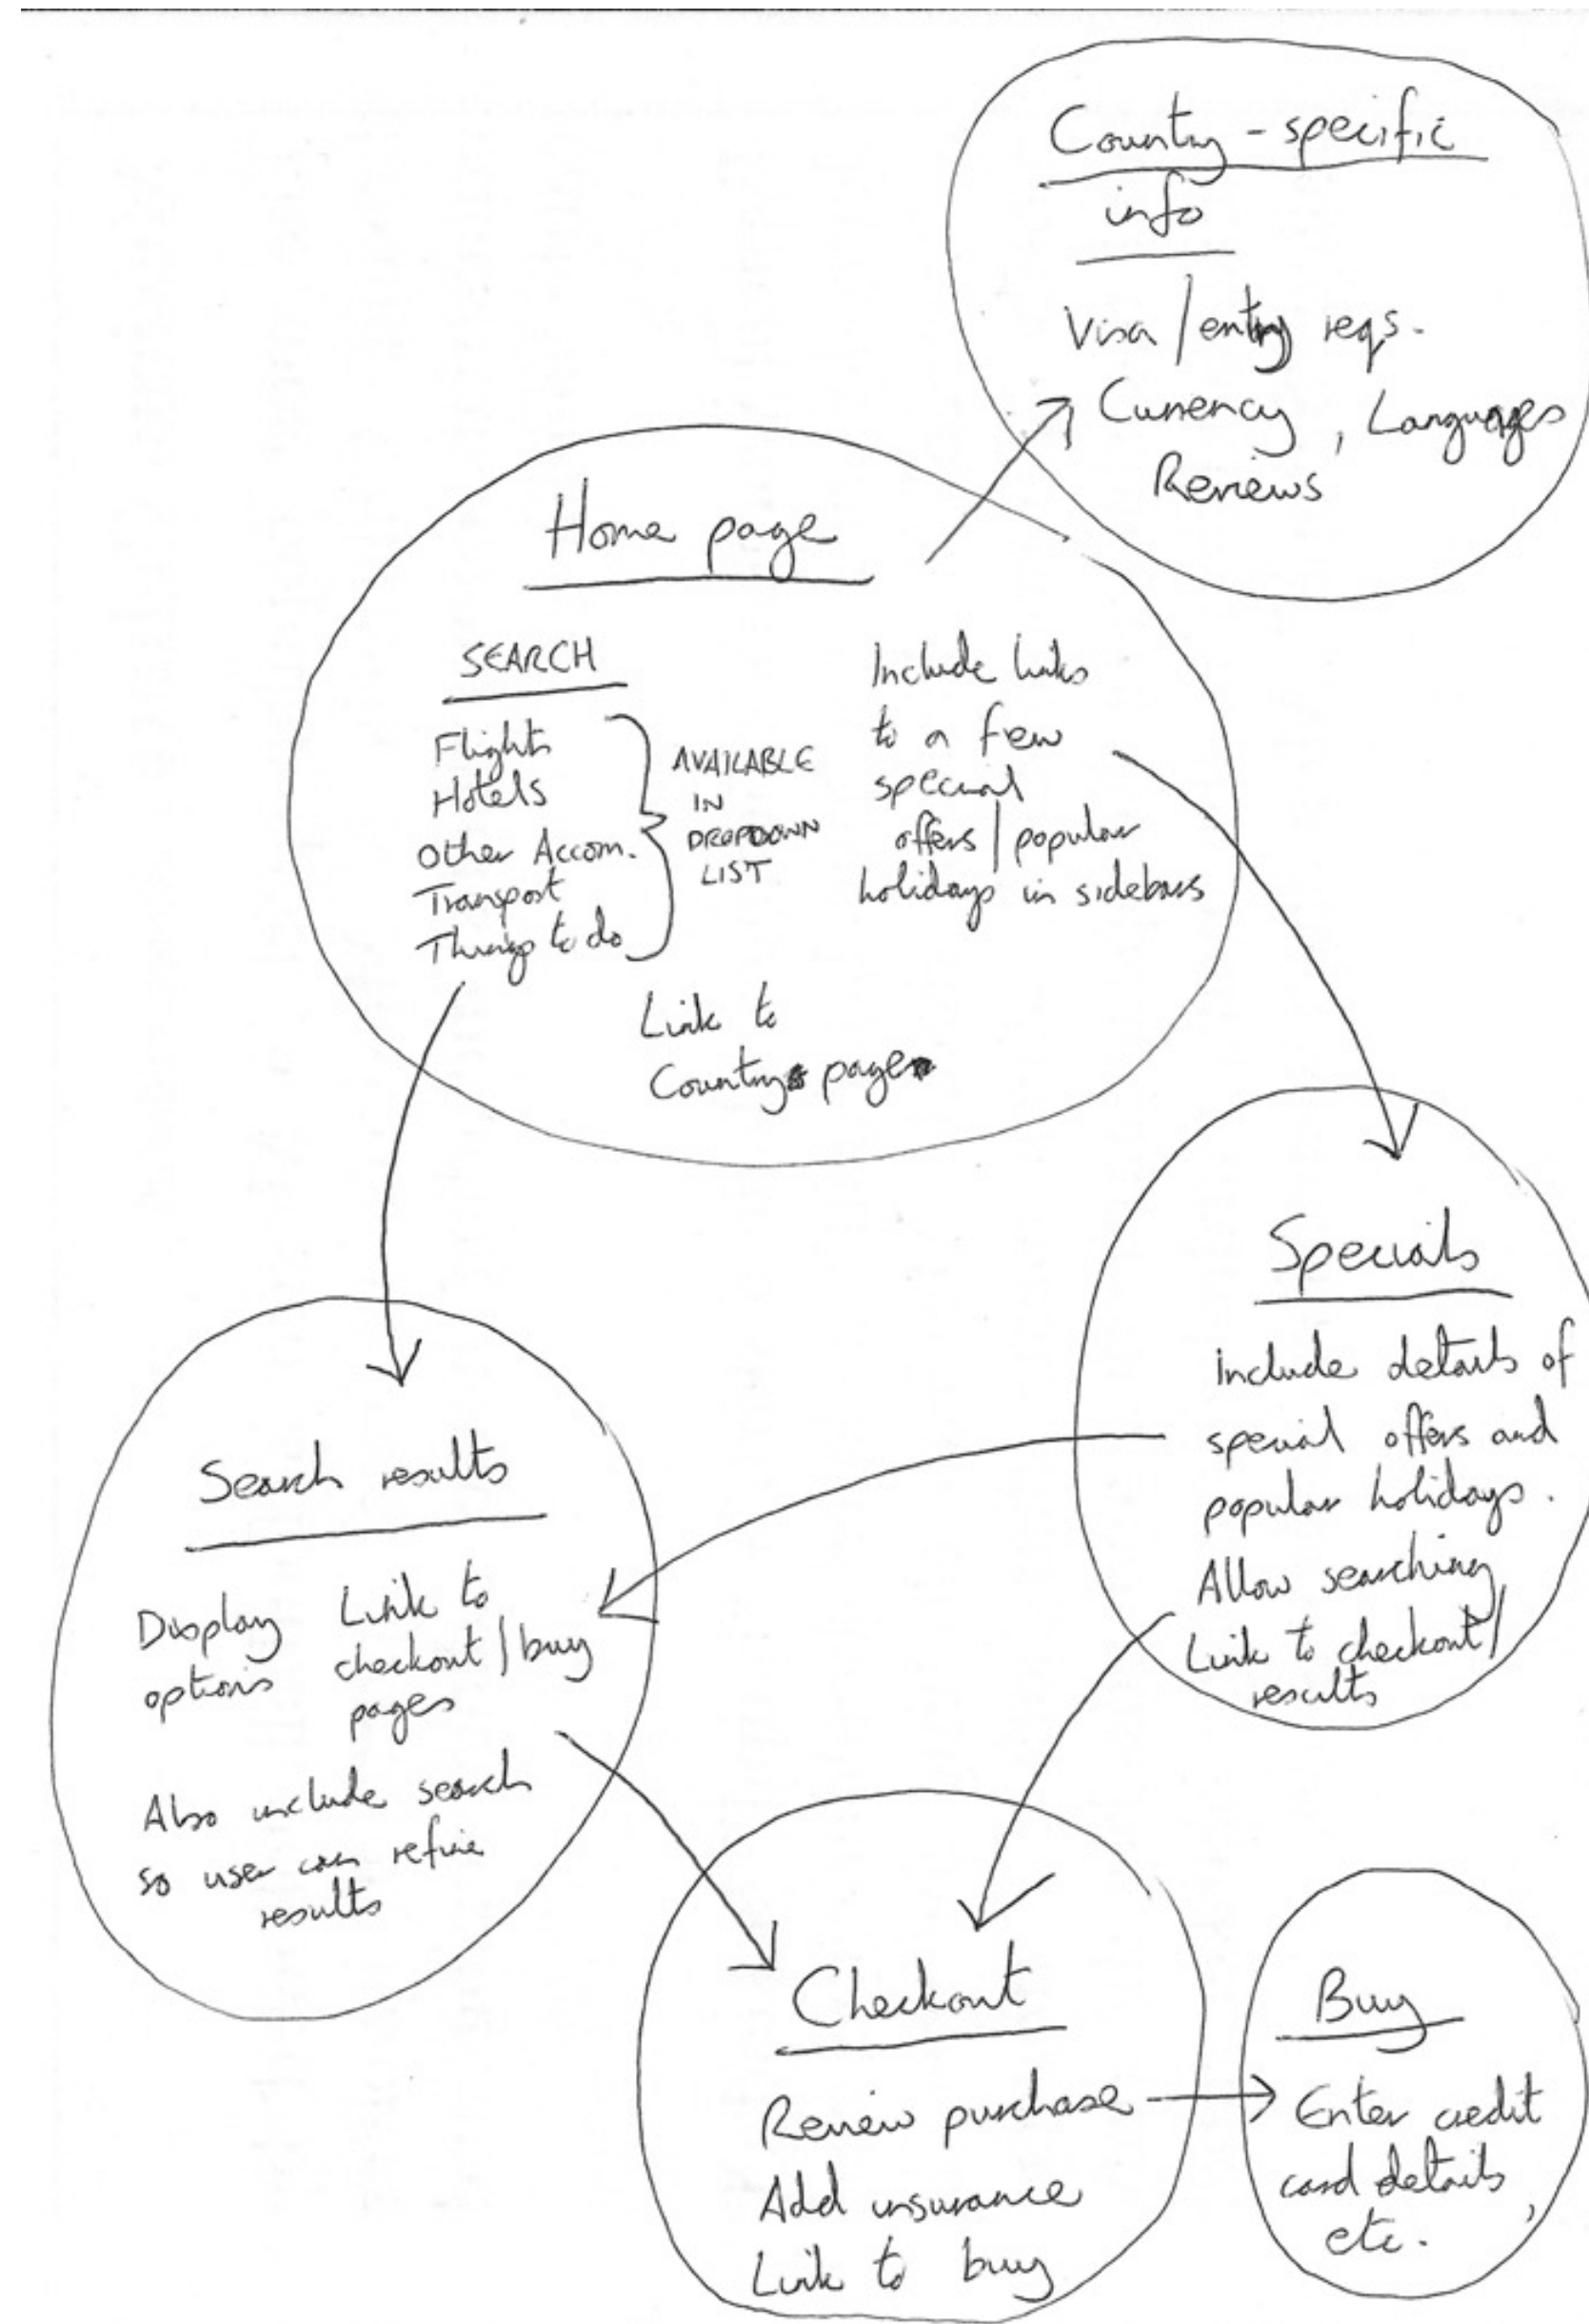 Country-specific
info
Visa/entry reqs.
Currency, Languages
Reviews
Home page
SEARCH
Flights
Hotels
Other Accom.
Transport
Things to do
AVAILABLE
IN
DROPDOWN
LIST
Include links
to a few
special
offers/popular
holidays in sidebars
Link to
Country page
Specials
Include details of
special offers and
popular holidays.
Allow searching
Link to checkout/
results
Search results
Display
options
Link to
checkout/buy
pages
Also include search
so user can refine
results
Checkout
Review purchase
Add insurance
Link to buy
Buy
Enter credit
card details,
etc.